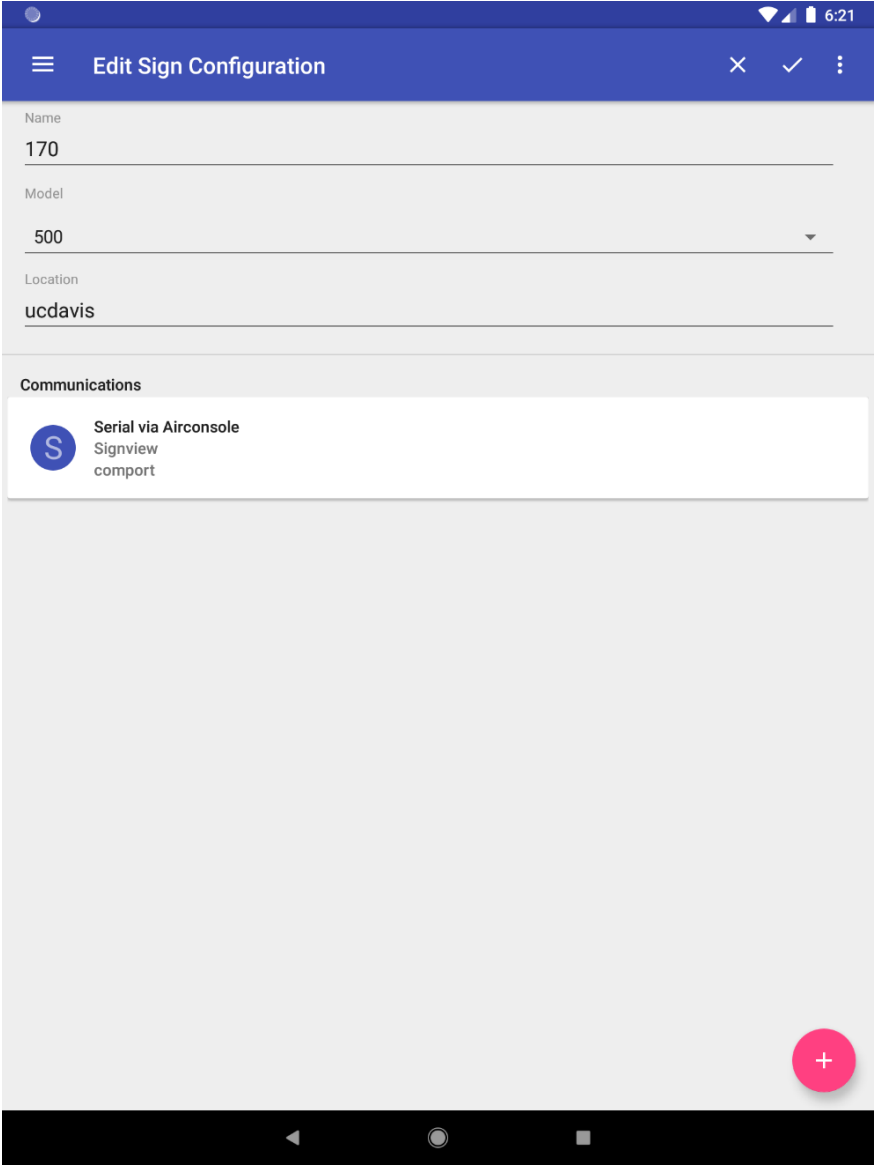 6:21
Edit Sign Configuration
Name
170
Model
500
Location
ucdavis
Communications
S
Serial via Airconsole
Signview
comport